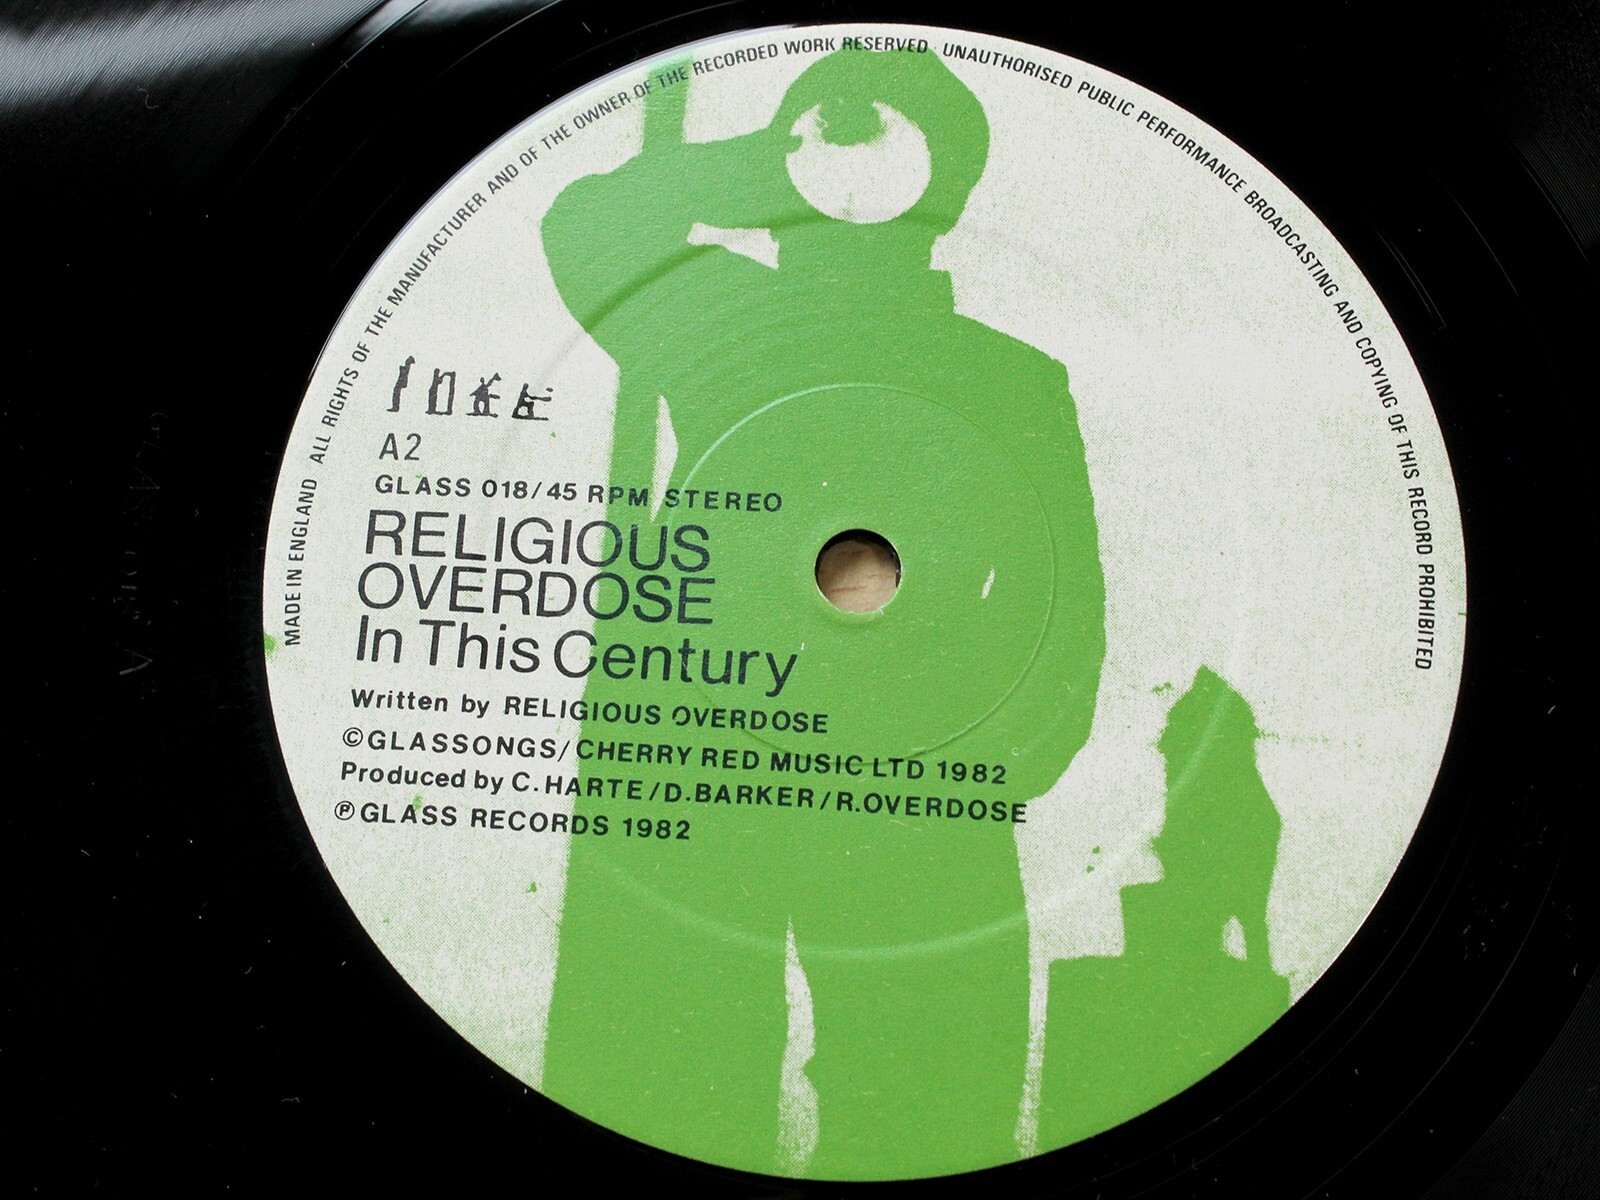 MADE IN ENGLAND · ALL RIGHTS OF THE MANUFACTURER AND OF THE OWNER OF THE RECORDED WORK RESERVED · UNAUTHORISED PUBLIC PERFORMANCE BROADCASTING AND COPYING OF THIS RECORD PROHIBITED
A2
GLASS 018/45 RPM STEREO
RELIGIOUS
OVERDOSE
In This Century
Written by RELIGIOUS OVERDOSE
©GLASSONGS/CHERRY RED MUSIC LTD 1982
Produced by C.HARTE/D.BARKER/R.OVERDOSE
℗GLASS RECORDS 1982